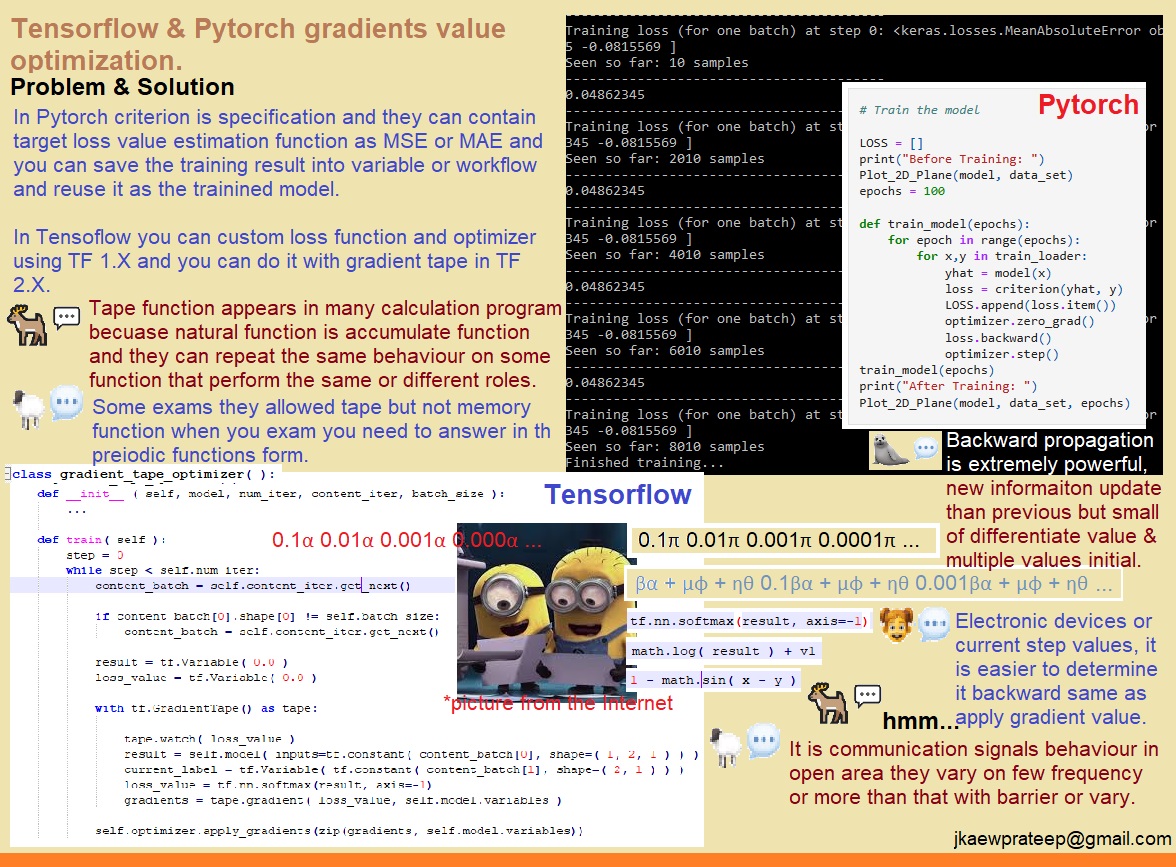 Tensorflow & Pytorch gradients value
optimization.
Problem & Solution
In Pytorch criterion is specification and they can contain
target loss value estimation function as MSE or MAE and
you can save the training result into variable or workflow
and reuse it as the trainined model.
In Tensoflow you can custom loss function and optimizer
using TF 1.X and you can do it with gradient tape in TF
2.X.
Tape function appears in many calculation program
becuase natural function is accumulate function
and they can repeat the same behaviour on some
function that perform the same or different roles.
Some exams they allowed tape but not memory
function when you exam you need to answer in th
preiodic functions form.
Training loss (for one batch) at step 0: <keras.losses.MeanAbsoluteError ob
5 -0.0815569 ]
Seen so far: 10 samples
0.04862345
Training loss (for one batch) at st
345 -0.0815569 ]
Seen so far: 2010 samples
0.04862345
Training loss (for one batch) at st
345 -0.0815569 ]
Seen so far: 4010 samples
0.04862345
Training loss (for one batch) at st
345 -0.0815569 ]
Seen so far: 6010 samples
0.04862345
Training loss (for one batch) at st
345 -0.0815569 ]
Seen so far: 8010 samples
Finished training...
Pytorch
# Train the model
LOSS = []
print("Before Training: ")
Plot_2D_Plane(model, data_set)
epochs = 100
def train_model(epochs):
for epoch in range(epochs):
for x,y in train_loader:
yhat = model(x)
loss = criterion(yhat, y)
LOSS.append(loss.item())
optimizer.zero_grad()
loss.backward()
optimizer.step()
train_model(epochs)
print("After Training: ")
Plot_2D_Plane(model, data_set, epochs)
Backward propagation
is extremely powerful,
new informaiton update
than previous but small
of differentiate value &
multiple values initial.
class gradient_tape_optimizer( ):
def __init__ ( self, model, num_iter, content_iter, batch_size ):
...
Tensorflow
def train( self ):
step = 0
while step < self.num_iter:
content_batch = self.content_iter.get_next()
if content_batch[0].shape[0] != self.batch_size:
content_batch = self.content_iter.get_next()
result = tf.Variable( 0.0 )
loss_value = tf.Variable( 0.0 )
with tf.GradientTape() as tape:
tape.watch( loss_value )
result = self.model( inputs=tf.constant( content_batch[0], shape=( 1, 2, 1 ) ) )
current_label = tf.Variable( tf.constant( content_batch[1], shape=( 2, 1 ) ) )
loss_value = tf.nn.softmax(result, axis=-1)
gradients = tape.gradient( loss_value, self.model.variables )
self.optimizer.apply_gradients(zip(gradients, self.model.variables))
0.1α 0.01α 0.001α 0.000α ...
0.1π 0.01π 0.001π 0.0001π ...
βα + μφ + ηθ 0.1βα + μφ + ηθ 0.001βα + μφ + ηθ ...
tf.nn.softmax(result, axis=-1)
math.log( result ) + v1
1 - math.sin( x - y )
*picture from the Internet
Electronic devices or
current step values, it
is easier to determine
it backward same as
apply gradient value.
hmm...
It is communication signals behaviour in
open area they vary on few frequency
or more than that with barrier or vary.
jkaewprateep@gmail.com